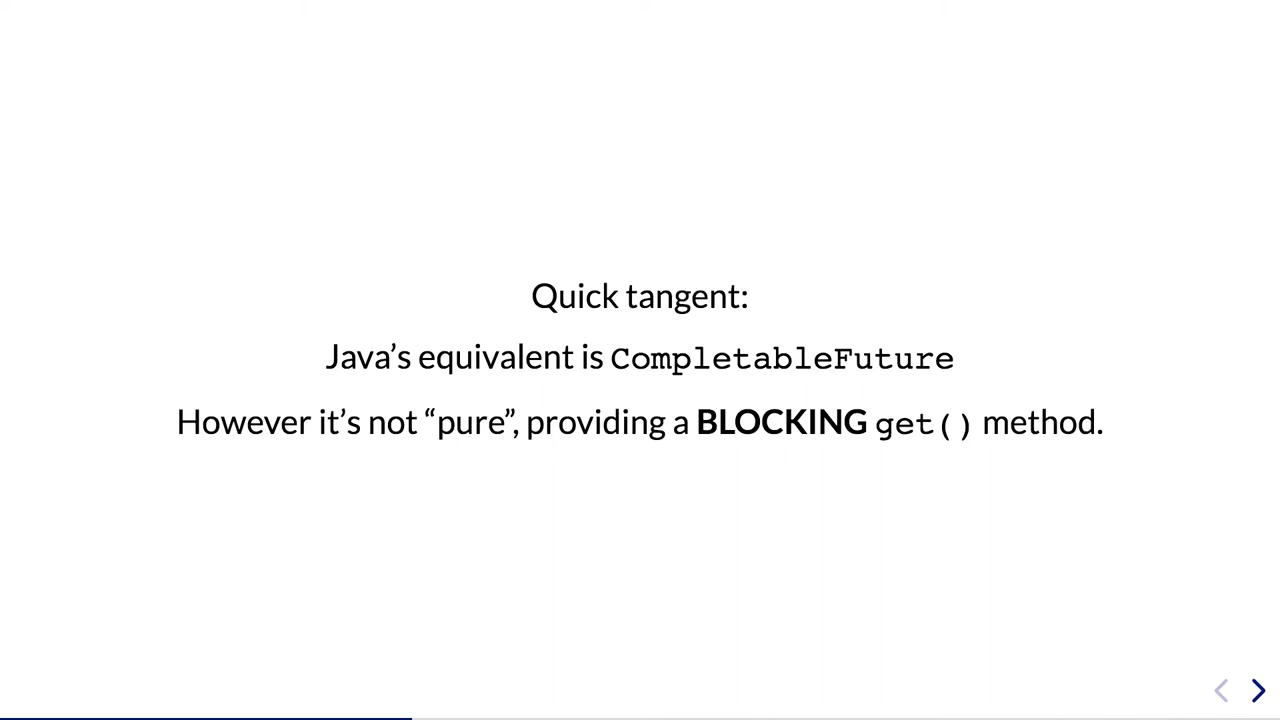 Quick tangent:
Java’s equivalent is CompletableFuture
However it’s not “pure”, providing a BLOCKING get() method.